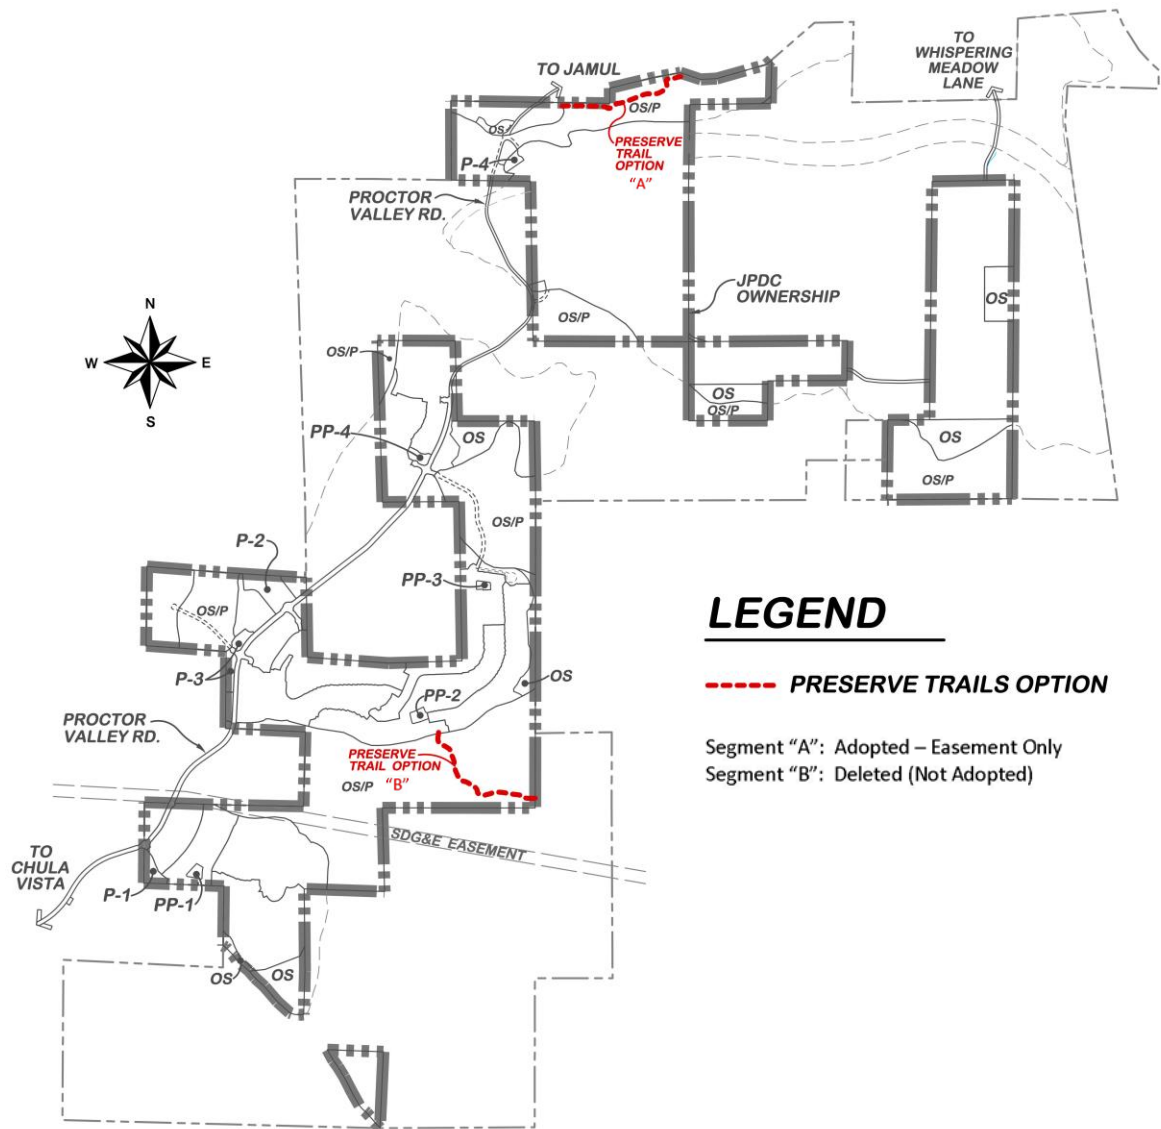 TO
WHISPERING
MEADOW
LANE
TO JAMUL
OS/P
OS
PRESERVE
TRAIL
OPTION
"A"
P-4
PROCTOR
VALLEY RD.
JPDC
OWNERSHIP
OS
OS/P
N
W E
S
OS/P
OS
OS/P
PP-4
OS
OS
OS/P
OS/P
P-2
PP-3
OS/P
P-3
OS
PP-2
PROCTOR
VALLEY RD.
PRESERVE
TRAIL OPTION
"B"
OS/P
SDG&E EASEMENT
TO
CHULA
VISTA
P-1
PP-1
OS
OS
LEGEND
PRESERVE TRAILS OPTION
Segment "A": Adopted – Easement Only
Segment "B": Deleted (Not Adopted)